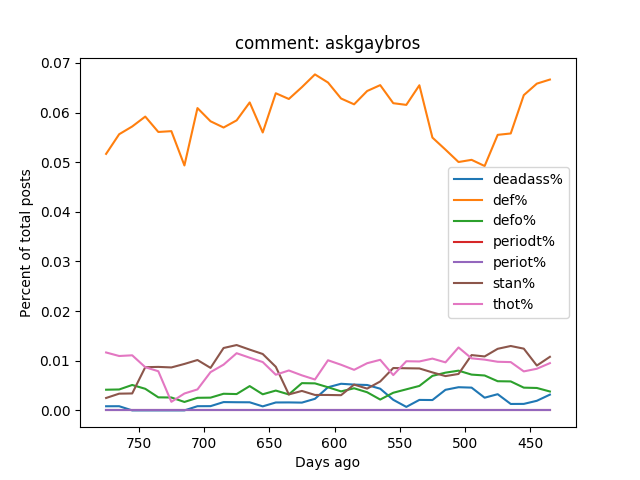 comment: askgaybros
Percent of total posts
0.07
0.06
0.05
0.04
0.03
0.02
0.01
0.00
deadass%
def%
defo%
periodt%
periot%
stan%
thot%
750 700 650 600 550 500 450
Days ago